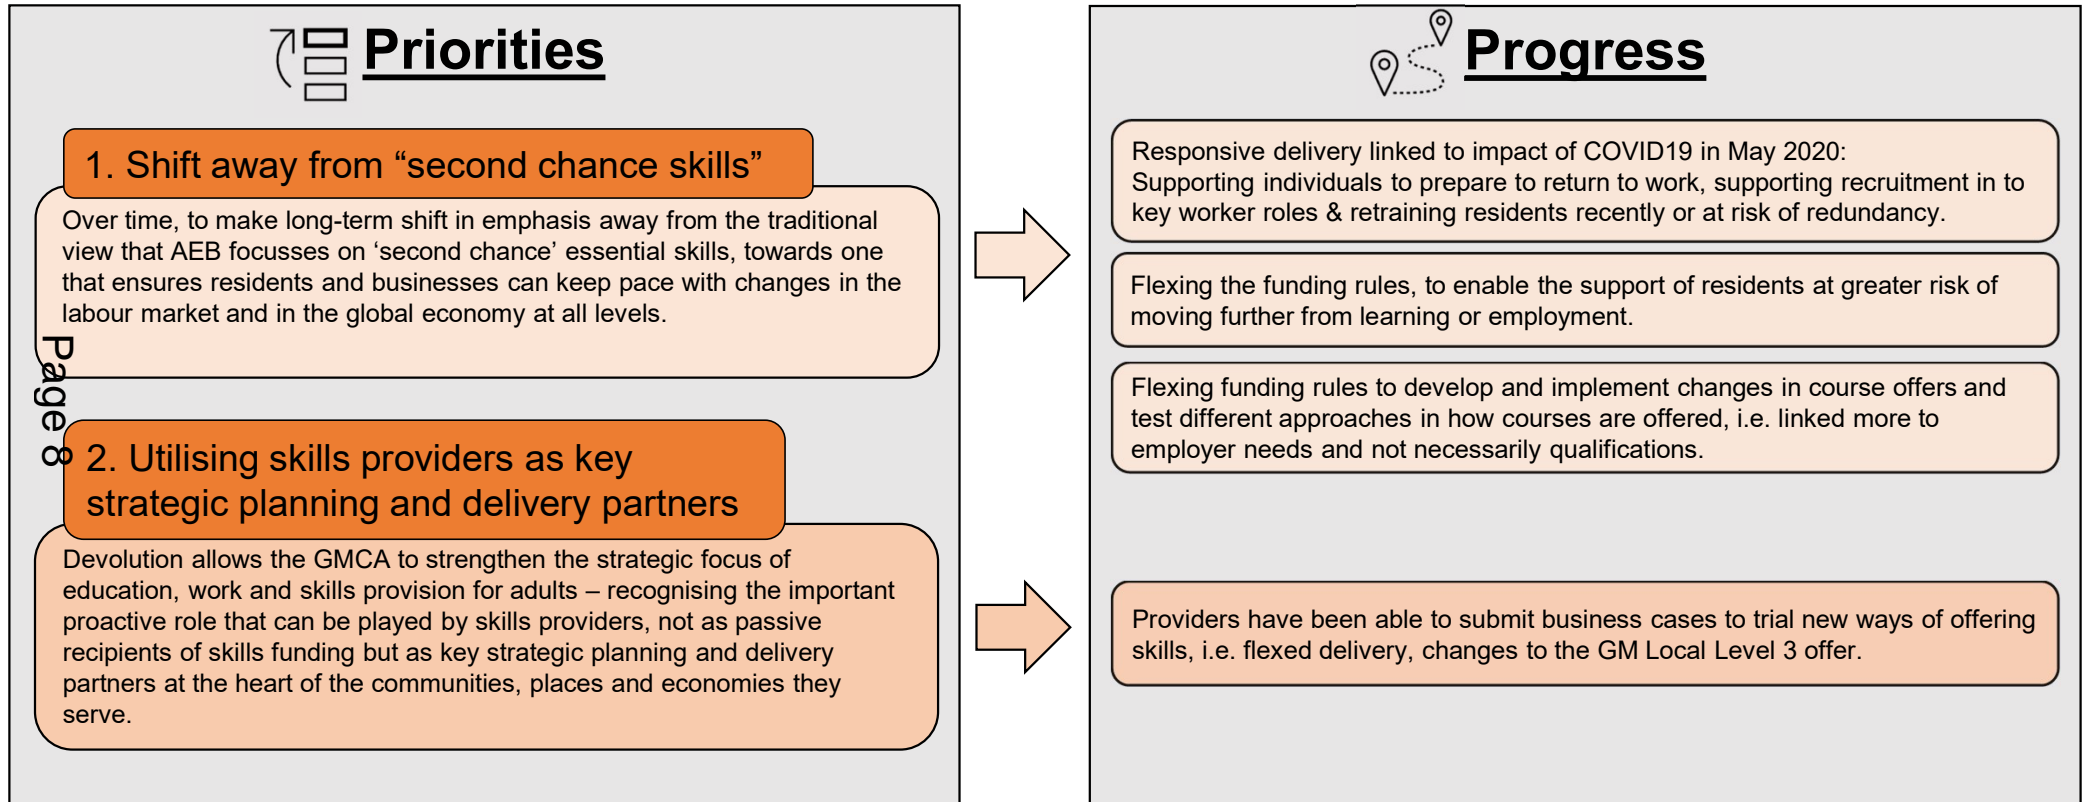 Priorities
1. Shift away from “second chance skills”
Over time, to make long-term shift in emphasis away from the traditional
view that AEB focusses on ‘second chance’ essential skills, towards one
that ensures residents and businesses can keep pace with changes in the
labour market and in the global economy at all levels.
Page 8
2. Utilising skills providers as key
strategic planning and delivery partners
Devolution allows the GMCA to strengthen the strategic focus of
education, work and skills provision for adults – recognising the important
proactive role that can be played by skills providers, not as passive
recipients of skills funding but as key strategic planning and delivery
partners at the heart of the communities, places and economies they
serve.
Progress
Responsive delivery linked to impact of COVID19 in May 2020:
Supporting individuals to prepare to return to work, supporting recruitment in to
key worker roles & retraining residents recently or at risk of redundancy.
Flexing the funding rules, to enable the support of residents at greater risk of
moving further from learning or employment.
Flexing funding rules to develop and implement changes in course offers and
test different approaches in how courses are offered, i.e. linked more to
employer needs and not necessarily qualifications.
Providers have been able to submit business cases to trial new ways of offering
skills, i.e. flexed delivery, changes to the GM Local Level 3 offer.